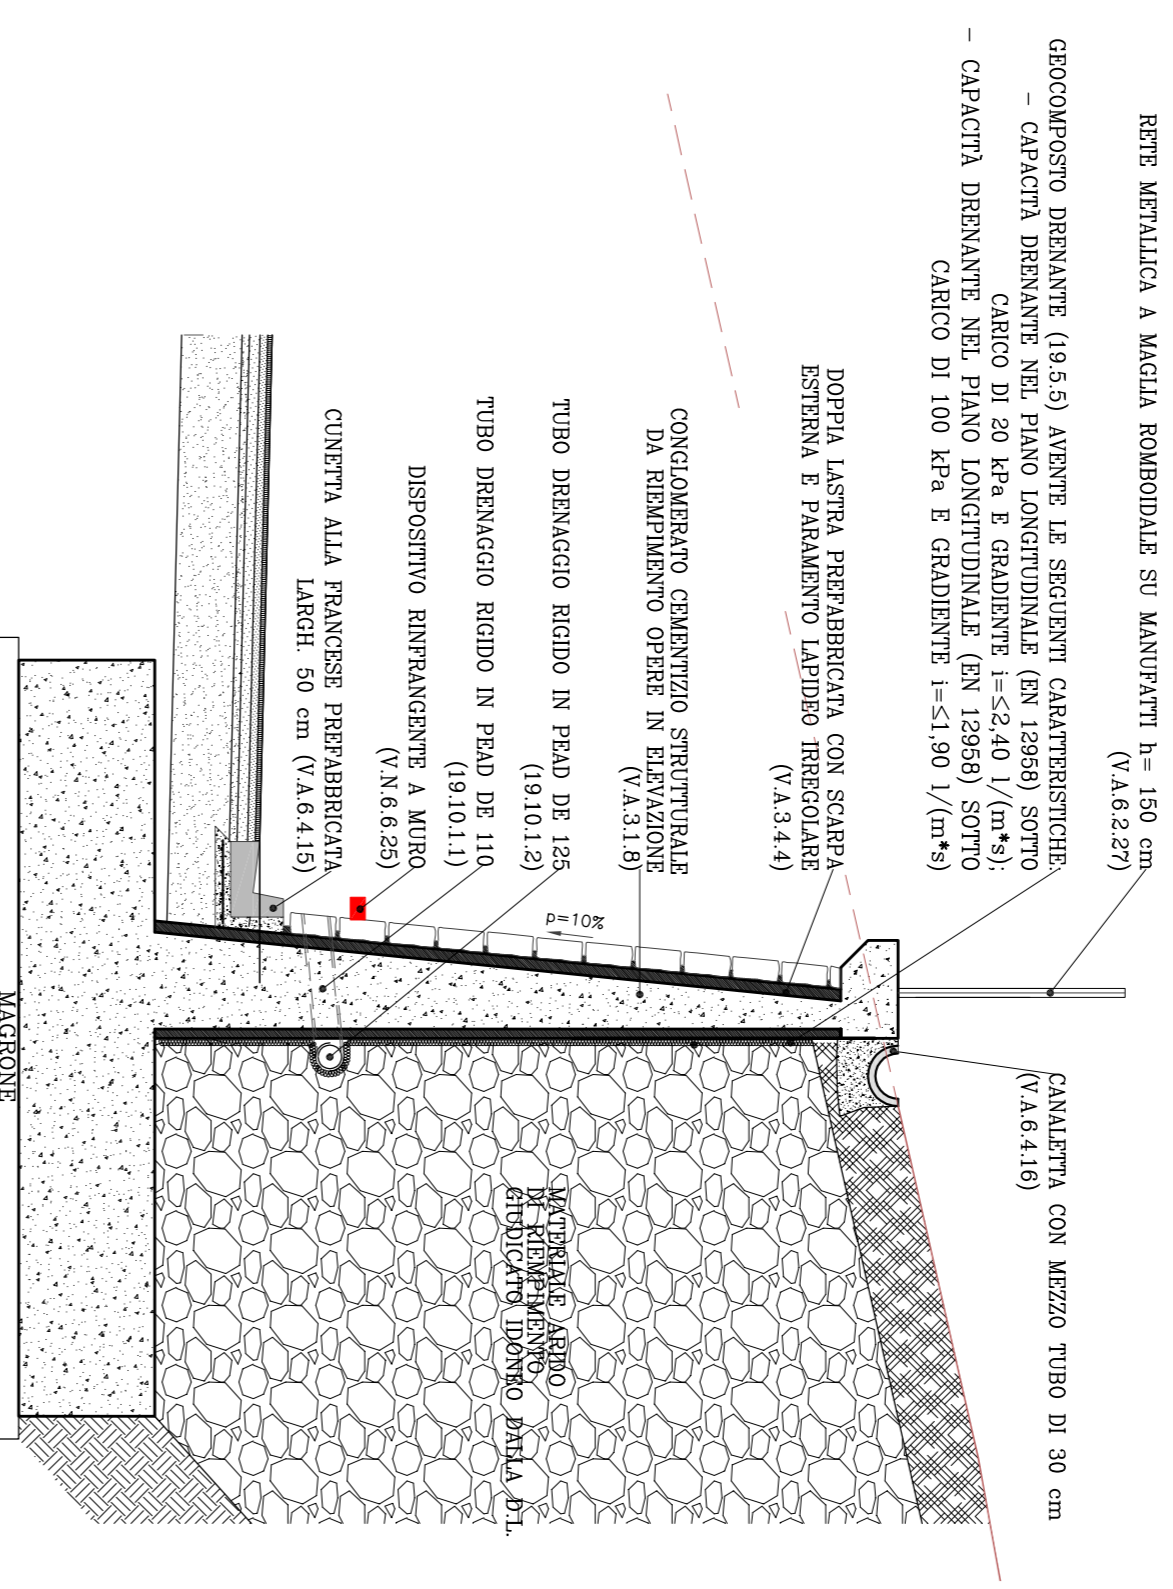 RETE METALLICA A MAGLIA ROMBOIDALE SU MANUFATTI h= 150 cm
(V.A.6.2.27)
GEOCOMPOSTO DRENANTE (19.5.5) AVENTE LE SEGUENTI CARATTERISTICHE:
- CAPACITÀ DRENANTE NEL PIANO LONGITUDINALE (EN 12958) SOTTO
CARICO DI 20 kPa E GRADIENTE i=≤2,40 l/(m*s);
- CAPACITÀ DRENANTE NEL PIANO LONGITUDINALE (EN 12958) SOTTO
CARICO DI 100 kPa E GRADIENTE i=≤1,90 l/(m*s)
CANALETTA CON MEZZO TUBO DI 30 cm
(V.A.6.4.16)
DOPPIA LASTRA PREFABBRICATA CON SCARPA
ESTERNA E PARAMENTO LAPIDEO IRREGOLARE
(V.A.3.4.4)
CONGLOMERATO CEMENTIZIO STRUTTURALE
DA RIEMPIMENTO OPERE IN ELEVAZIONE
(V.A.3.1.8)
p=10%
TUBO DRENAGGIO RIGIDO IN PEAD DE 125
(19.10.1.2)
TUBO DRENAGGIO RIGIDO IN PEAD DE 110
(19.10.1.1)
DISPOSITIVO RINFRANGENTE A MURO
(V.N.6.6.25)
CUNETTA ALLA FRANCESE PREFABBRICATA
LARGH. 50 cm (V.A.6.4.15)
MATERIALE ARIDO
DI RIEMPIMENTO
GIUDICATO IDONEO DALLA D.L.
MAGRONE